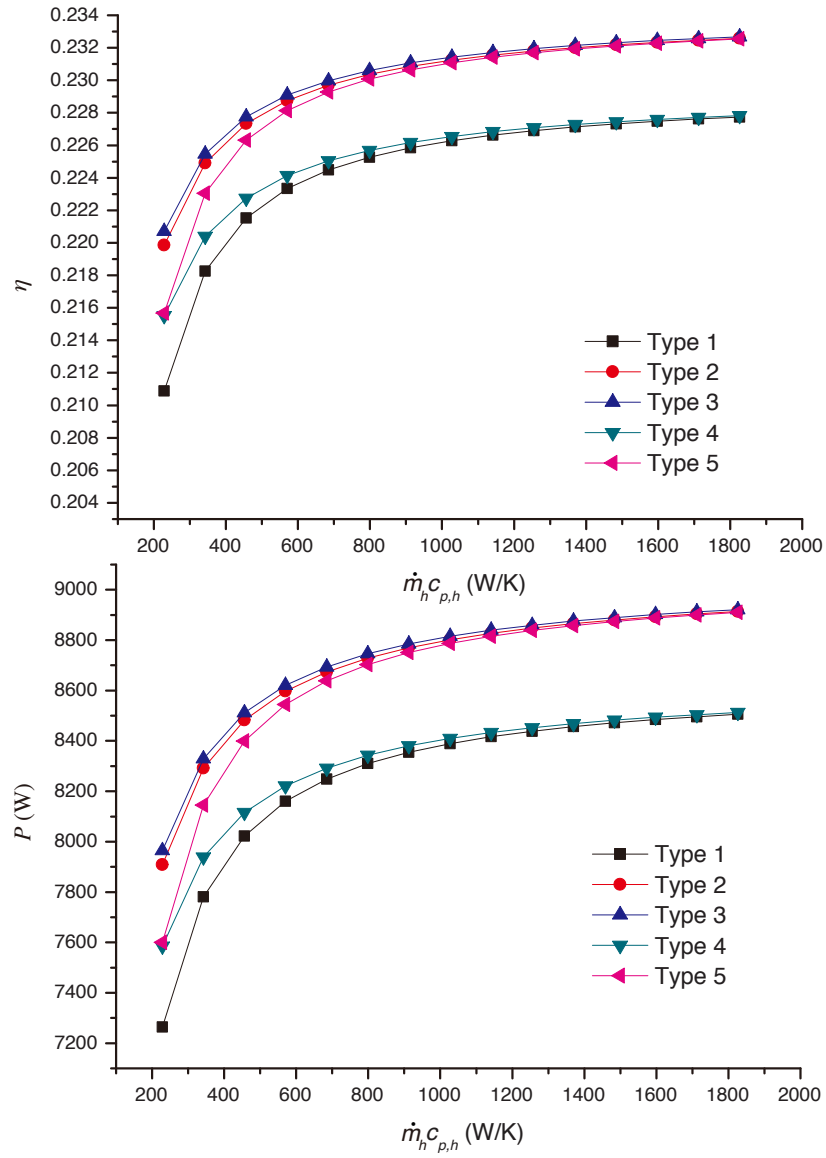 0.234
0.232
0.230
0.228
0.226
0.224
0.222
0.220
0.218
0.216
0.214
0.212
0.210
0.208
0.206
0.204
η
Type 1
Type 2
Type 3
Type 4
Type 5
200 400 600 800 1000 1200 1400 1600 1800 2000
ṁ_h c_{p,h} (W/K)
9000
8800
8600
8400
8200
8000
7800
7600
7400
7200
P (W)
Type 1
Type 2
Type 3
Type 4
Type 5
200 400 600 800 1000 1200 1400 1600 1800 2000
ṁ_h c_{p,h} (W/K)